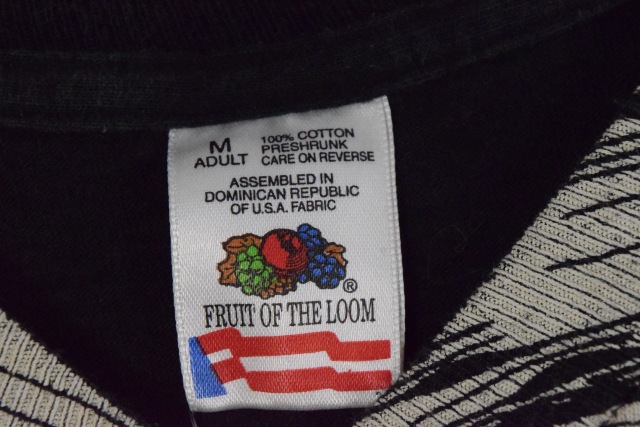 M
ADULT
100% COTTON
PRESHRUNK
CARE ON REVERSE
ASSEMBLED IN
DOMINICAN REPUBLIC
OF U.S.A. FABRIC
®
FRUIT OF THE LOOM